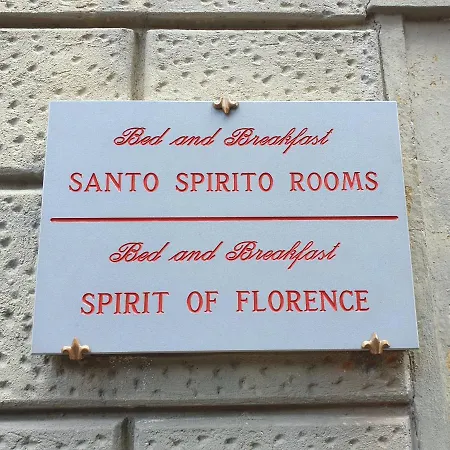 Bed and Breakfast
SANTO SPIRITO ROOMS
Bed and Breakfast
SPIRIT OF FLORENCE